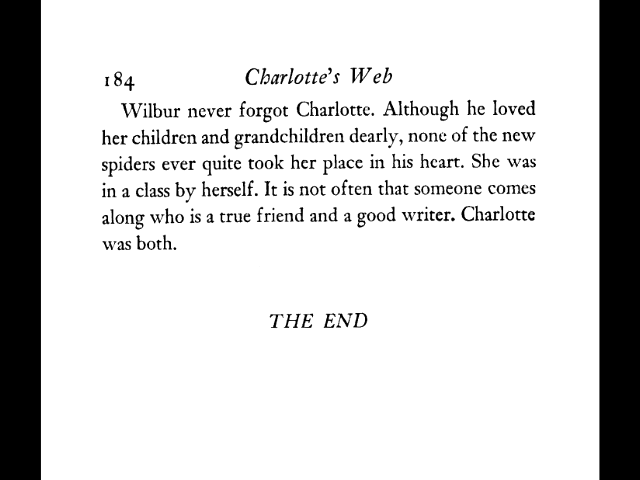 184 Charlotte's Web
Wilbur never forgot Charlotte. Although he loved
her children and grandchildren dearly, none of the new
spiders ever quite took her place in his heart. She was
in a class by herself. It is not often that someone comes
along who is a true friend and a good writer. Charlotte
was both.
THE END